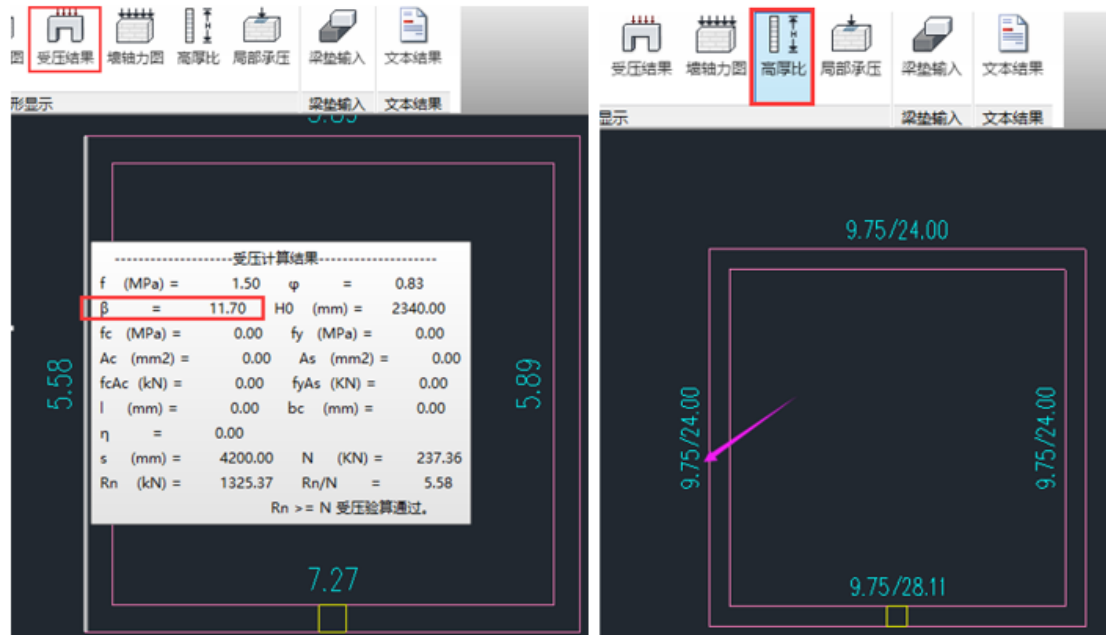 图 受压结果 墙轴力图 高厚比 局部承压 梁垫输入 文本结果
形显示 梁垫输入 文本结果
5.89
--------------------受压计算结果--------------------
f (MPa) = 1.50 φ = 0.83
β = 11.70 H0 (mm) = 2340.00
fc (MPa) = 0.00 fy (MPa) = 0.00
Ac (mm2) = 0.00 As (mm2) = 0.00
fcAc (kN) = 0.00 fyAs (KN) = 0.00
l (mm) = 0.00 bc (mm) = 0.00
η = 0.00
s (mm) = 4200.00 N (KN) = 237.36
Rn (kN) = 1325.37 Rn/N = 5.58
Rn >= N 受压验算通过。
5.58
5.89
7.27
受压结果 墙轴力图 高厚比 局部承压 梁垫输入 文本结果
显示 梁垫输入 文本结果
9.75/24.00
9.75/24.00
9.75/24.00
9.75/28.11